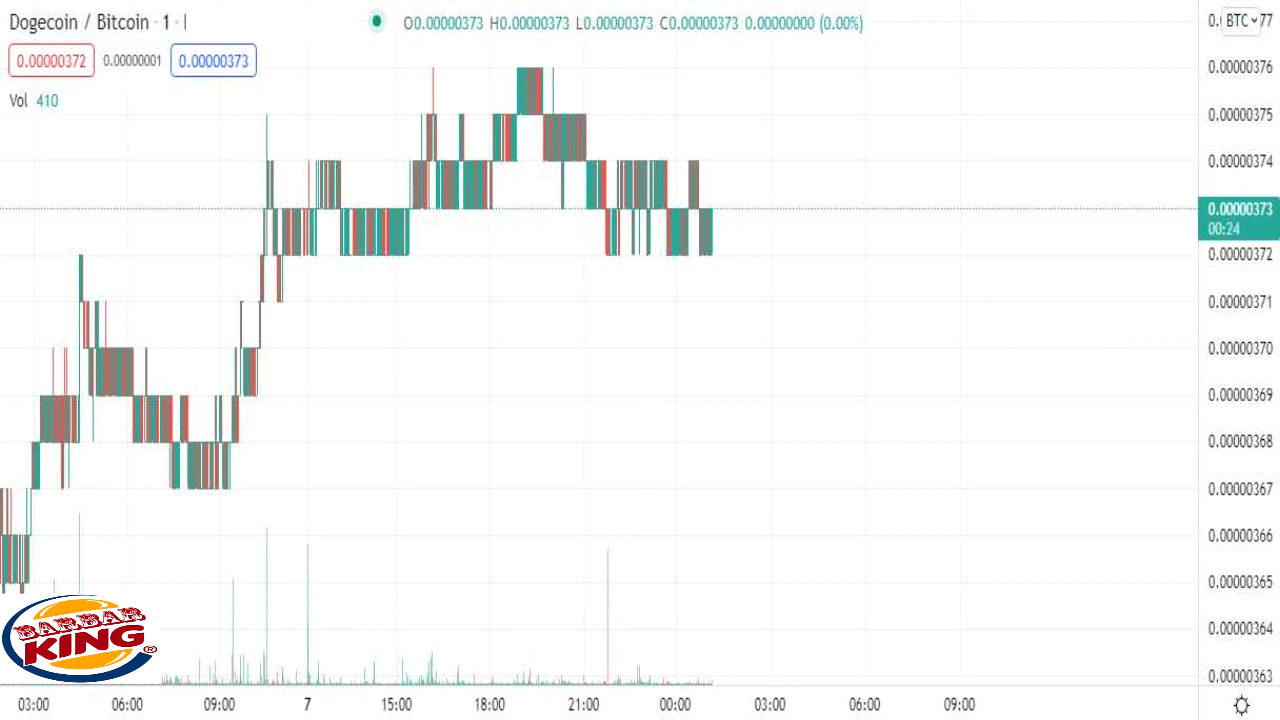 Dogecoin / Bitcoin · 1 · |
O0.00000373 H0.00000373 L0.00000373 C0.00000373 0.00000000 (0.00%)
0.00000372 0.00000001 0.00000373
Vol 410
BTC 77
0.00000376
0.00000375
0.00000374
0.00000373
00:24
0.00000372
0.00000371
0.00000370
0.00000369
0.00000368
0.00000367
0.00000366
0.00000365
0.00000364
0.00000363
BARBAR
KING®
03:00 06:00 09:00 7 15:00 18:00 21:00 00:00 03:00 06:00 09:00